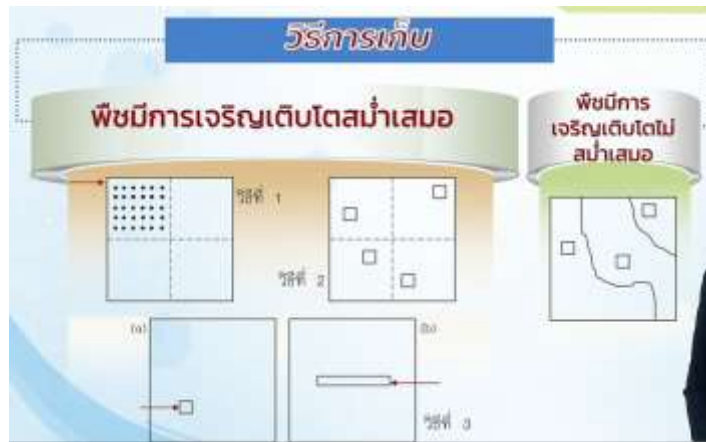 วิธีการเก็บ
พืชมีการเจริญเติบโตสม่ำเสมอ
พืชมีการ
เจริญเติบโตไม่
สม่ำเสมอ
วิธีที่ 1
วิธีที่ 2
(a)
(b)
วิธีที่ 3